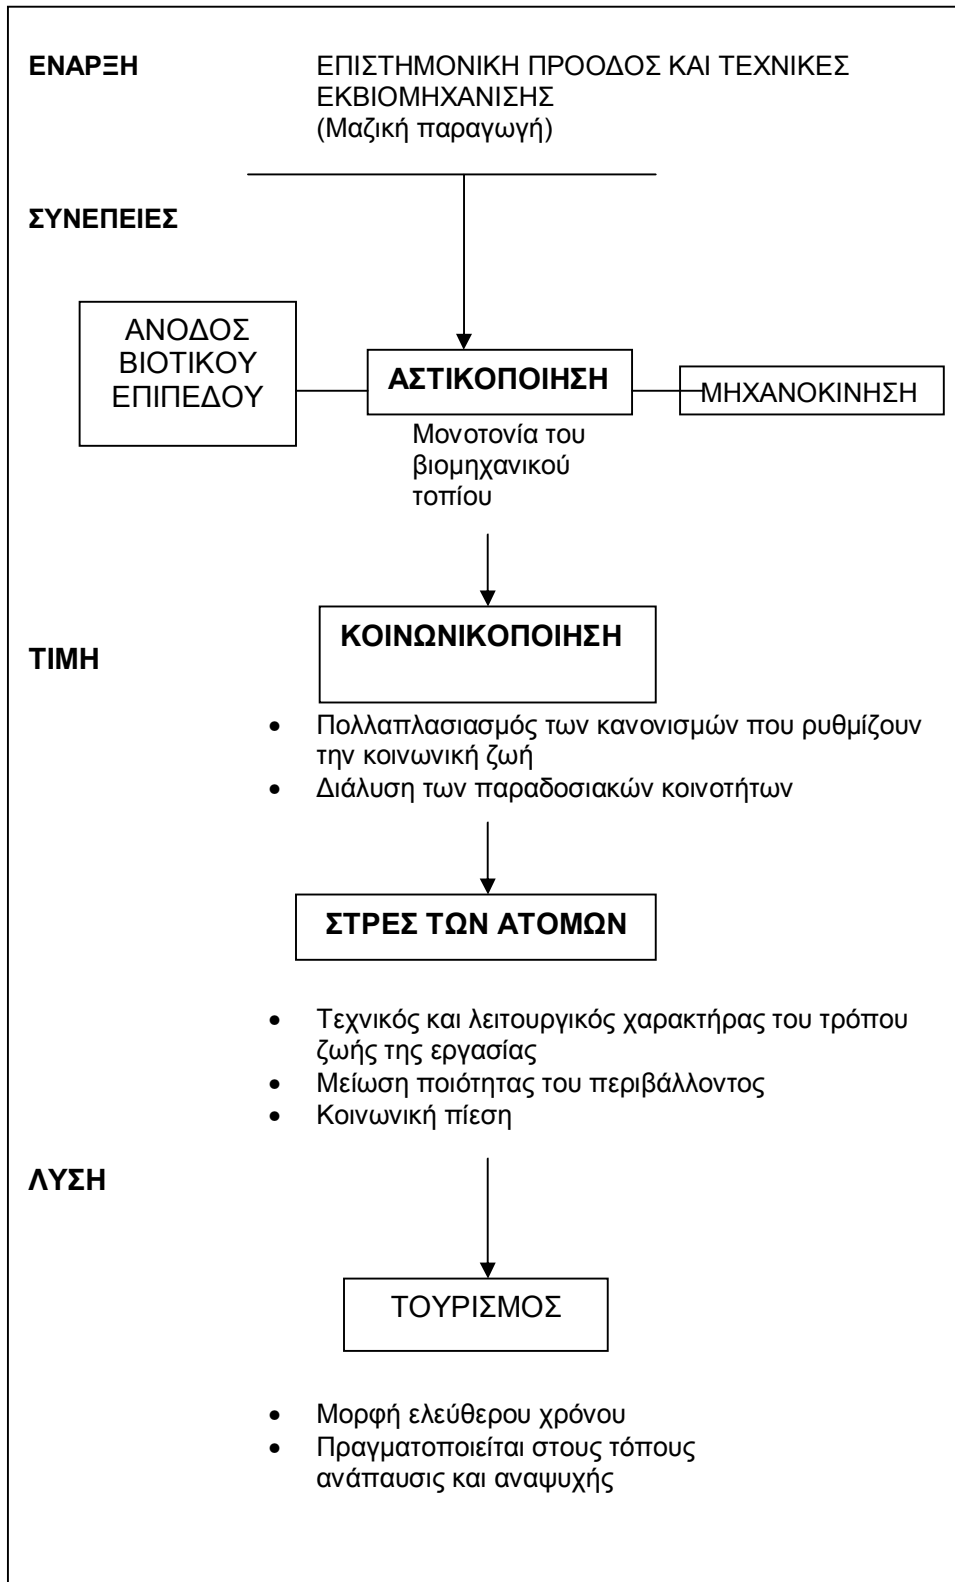 ΕΝΑΡΞΗ ΕΠΙΣΤΗΜΟΝΙΚΗ ΠΡΟΟΔΟΣ ΚΑΙ ΤΕΧΝΙΚΕΣ
ΕΚΒΙΟΜΗΧΑΝΙΣΗΣ
(Μαζική παραγωγή)
ΣΥΝΕΠΕΙΕΣ
ΑΝΟΔΟΣ
ΒΙΟΤΙΚΟΥ
ΕΠΙΠΕΔΟΥ
ΑΣΤΙΚΟΠΟΙΗΣΗ
ΜΗΧΑΝΟΚΙΝΗΣΗ
Μονοτονία του
βιομηχανικού
τοπίου
ΚΟΙΝΩΝΙΚΟΠΟΙΗΣΗ
ΤΙΜΗ
• Πολλαπλασιασμός των κανονισμών που ρυθμίζουν
την κοινωνική ζωή
• Διάλυση των παραδοσιακών κοινοτήτων
ΣΤΡΕΣ ΤΩΝ ΑΤΟΜΩΝ
• Τεχνικός και λειτουργικός χαρακτήρας του τρόπου
ζωής της εργασίας
• Μείωση ποιότητας του περιβάλλοντος
• Κοινωνική πίεση
ΛΥΣΗ
ΤΟΥΡΙΣΜΟΣ
• Μορφή ελεύθερου χρόνου
• Πραγματοποιείται στους τόπους
ανάπαυσις και αναψυχής